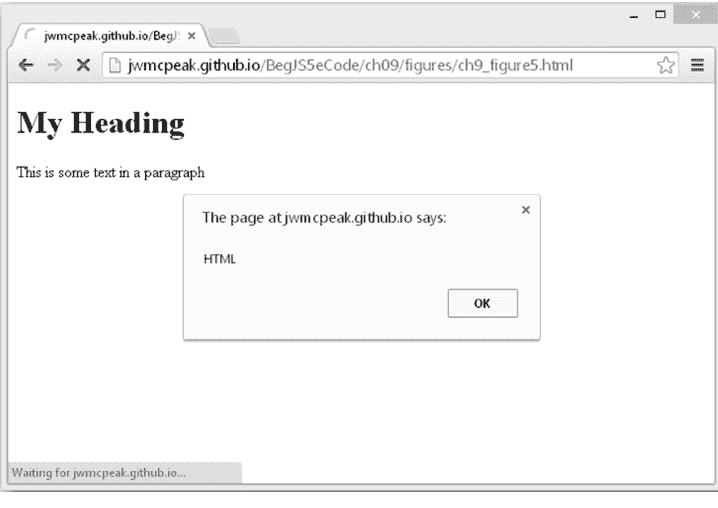 jwmcpeak.github.io/BegJS
jwmcpeak.github.io/BegJS5eCode/ch09/figures/ch9_figure5.html
My Heading
This is some text in a paragraph
The page at jwmcpeak.github.io says:
HTML
OK
Waiting for jwmcpeak.github.io...